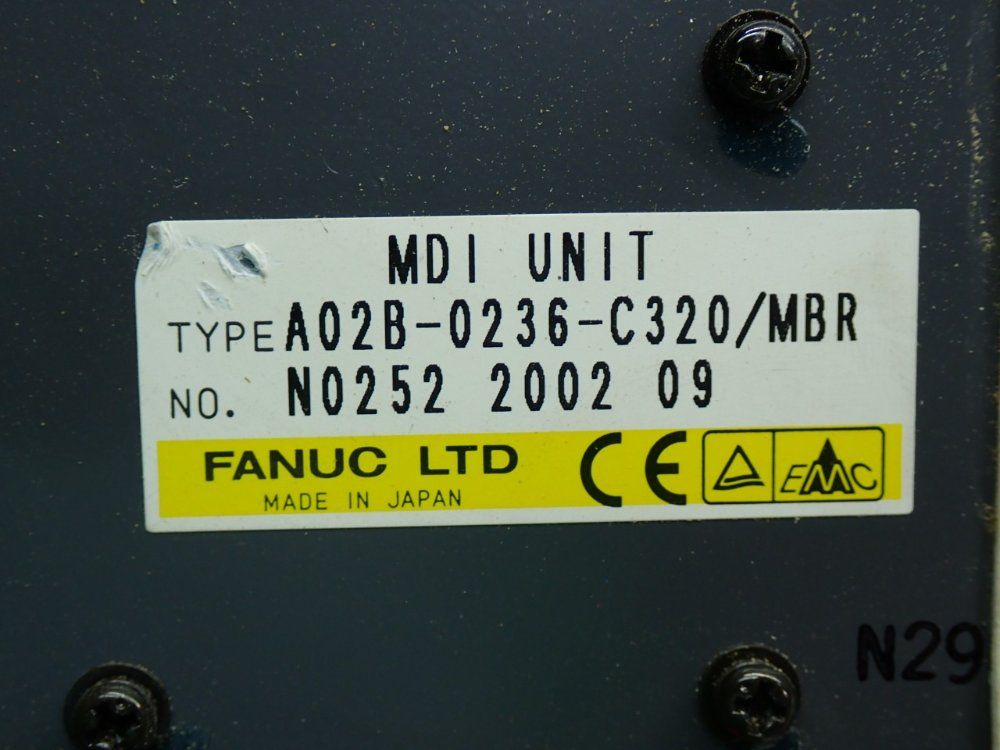 MDI UNIT
TYPE A02B-0236-C320/MBR
NO. N0252 2002 09
FANUC LTD
MADE IN JAPAN
CE
EMC
N29